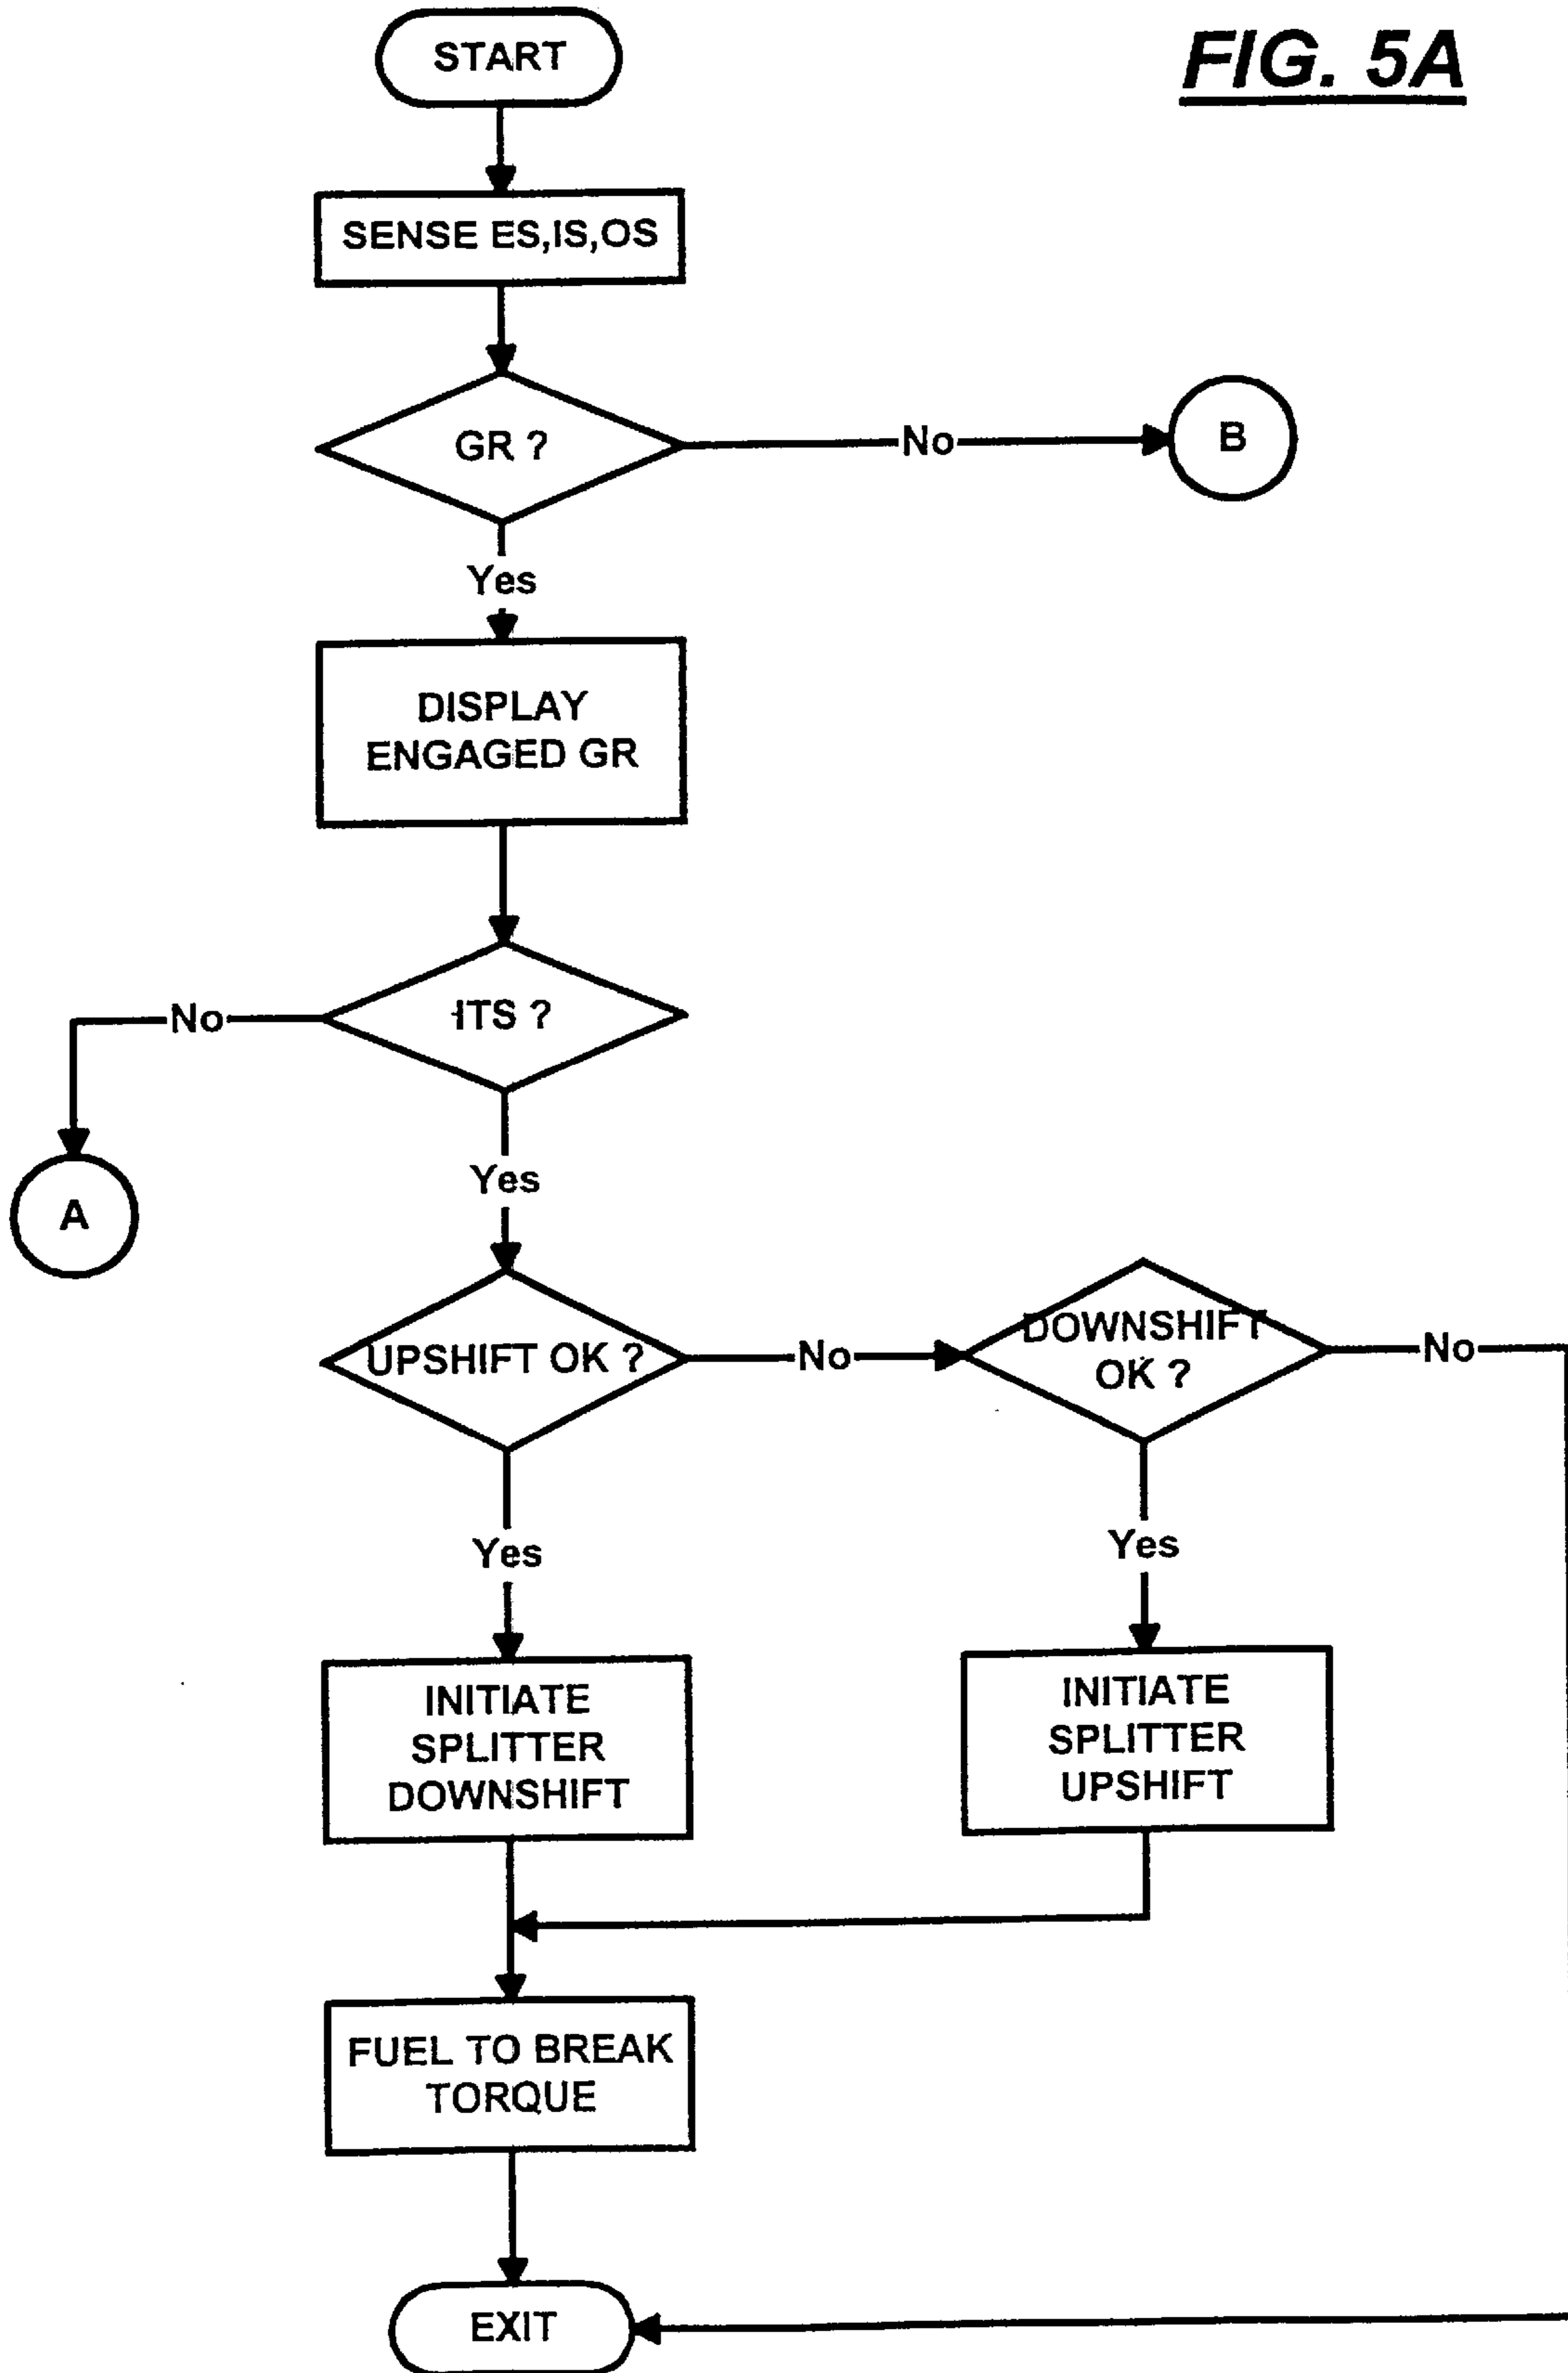 FIG. 5A
START
SENSE ES,IS,OS
GR ?
No
B
Yes
DISPLAY
ENGAGED GR
ITS ?
No
A
Yes
UPSHIFT OK ?
No
DOWNSHIFT
OK ?
No
Yes
Yes
INITIATE
SPLITTER
DOWNSHIFT
INITIATE
SPLITTER
UPSHIFT
FUEL TO BREAK
TORQUE
EXIT